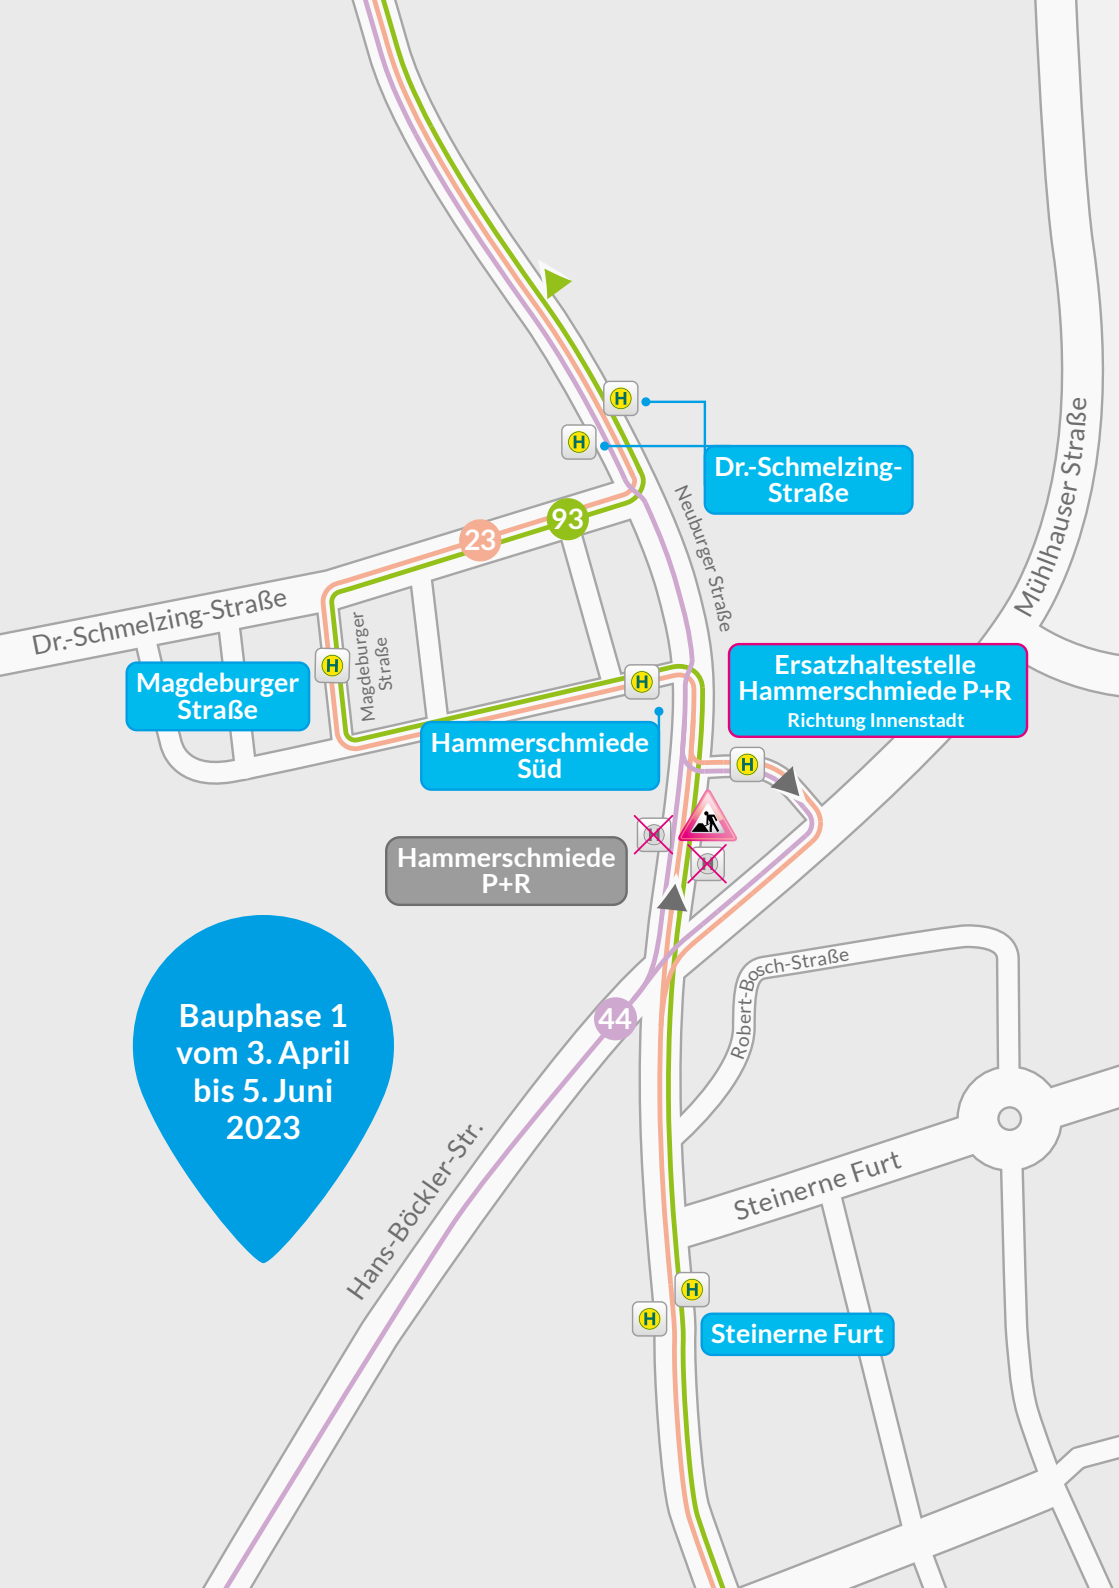 H
H
Dr.-Schmelzing-
Straße
Neuburger Straße
Mühlhauser Straße
93
23
Dr.-Schmelzing-Straße
Magdeburger
Straße
H
Magdeburger
Straße
H
Hammerschmiede
Süd
Ersatzhaltestelle
Hammerschmiede P+R
Richtung Innenstadt
H
H
H
Hammerschmiede
P+R
Bauphase 1
vom 3. April
bis 5. Juni
2023
44
Robert-Bosch-Straße
Hans-Böckler-Str.
Steinerne Furt
H
H
Steinerne Furt